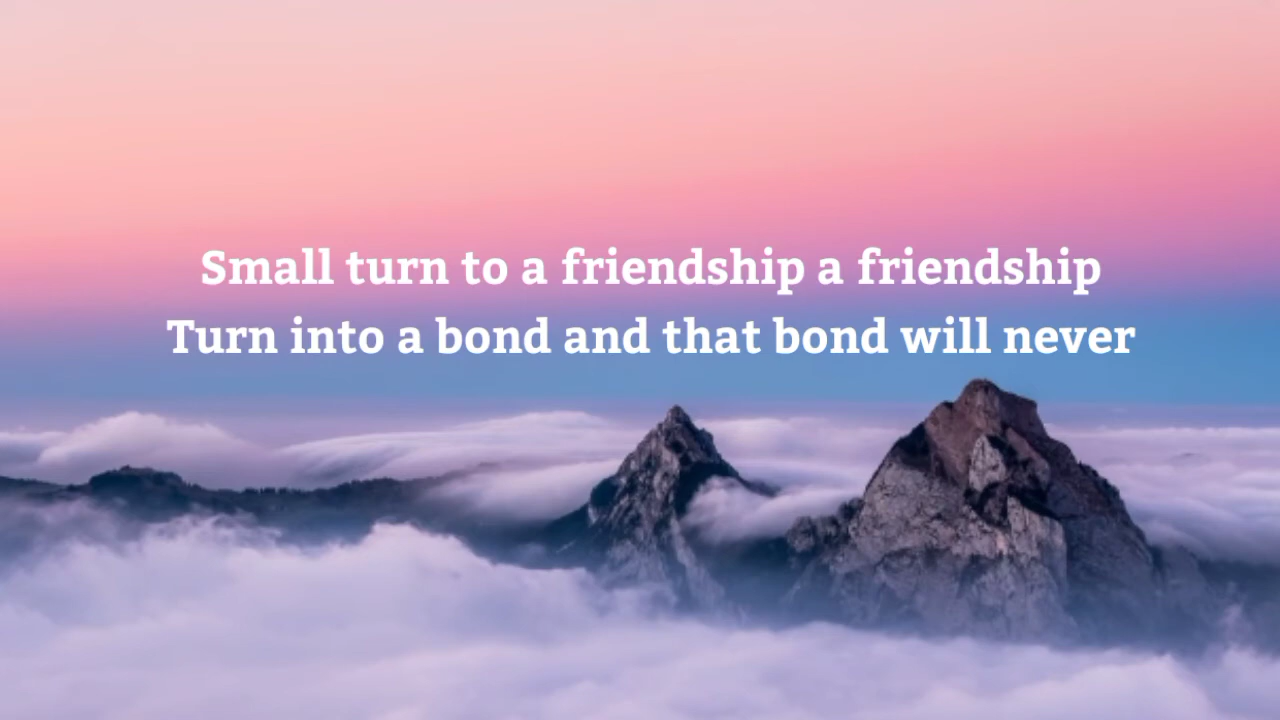 Small turn to a friendship a friendship
Turn into a bond and that bond will never